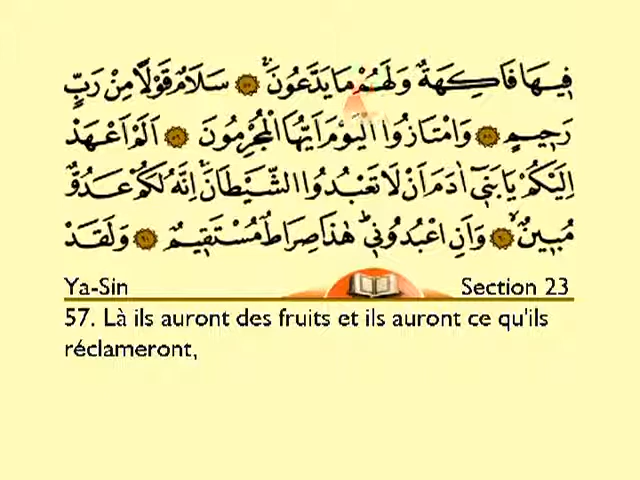 فِيهَا فَاكِهَةٌ وَلَهُمْ مَا يَدَّعُونَ ۝٥٧ سَلَامٌ قَوْلًا مِنْ رَبٍّ
رَحِيمٍ ۝٥٨ وَامْتَازُوا الْيَوْمَ اَيُّهَا الْمُجْرِمُونَ ۝٥٩ اَلَمْ اَعْهَدْ
اِلَيْكُمْ يَا بَنِي اٰدَمَ اَنْ لَا تَعْبُدُوا الشَّيْطَانَ اِنَّهُ لَكُمْ عَدُوٌّ
مُبِينٌ ۝٦٠ وَاَنِ اعْبُدُونِي هٰذَا صِرَاطٌ مُسْتَقِيمٌ ۝٦١ وَلَقَدْ
Ya-Sin Section 23
57. Là ils auront des fruits et ils auront ce qu'ils
réclameront,